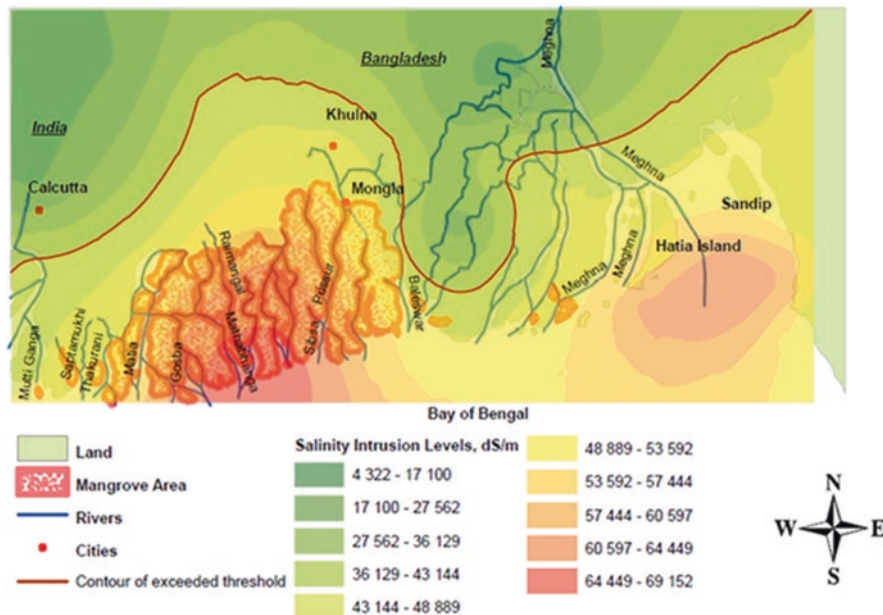 Bangladesh
Meghna
India
Khulna
Calcutta
Mongla
Meghna
Sandip
Hatia Island
Raimangal
Passur
Baleswar
Meghna
Meghna
Mutti Ganga
Saptamukhi
Thakurani
Matla
Gosba
Mathabhanga
Sibsa
Bay of Bengal
Land
Mangrove Area
Rivers
Cities
Contour of exceeded threshold
Salinity Intrusion Levels, dS/m
4 322 - 17 100
17 100 - 27 562
27 562 - 36 129
36 129 - 43 144
43 144 - 48 889
48 889 - 53 592
53 592 - 57 444
57 444 - 60 597
60 597 - 64 449
64 449 - 69 152
N
W E
S